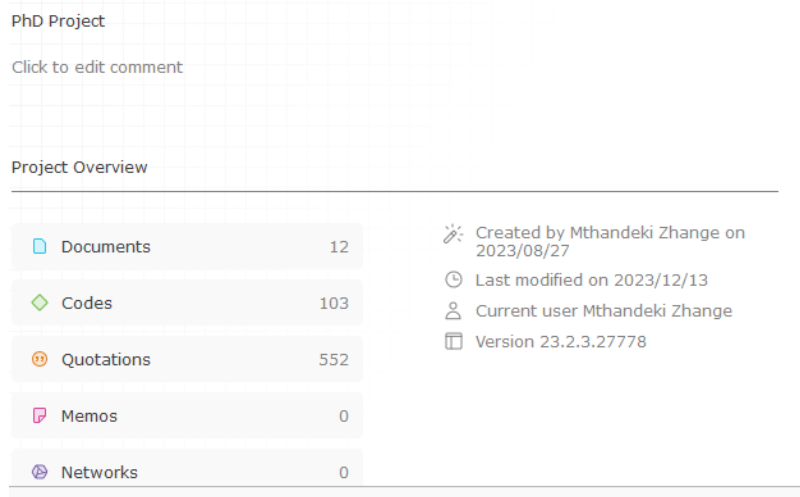 PhD Project
Click to edit comment
Project Overview
Documents 12
Codes 103
Quotations 552
Memos 0
Networks 0
Created by Mthandeki Zhange on
2023/08/27
Last modified on 2023/12/13
Current user Mthandeki Zhange
Version 23.2.3.27778